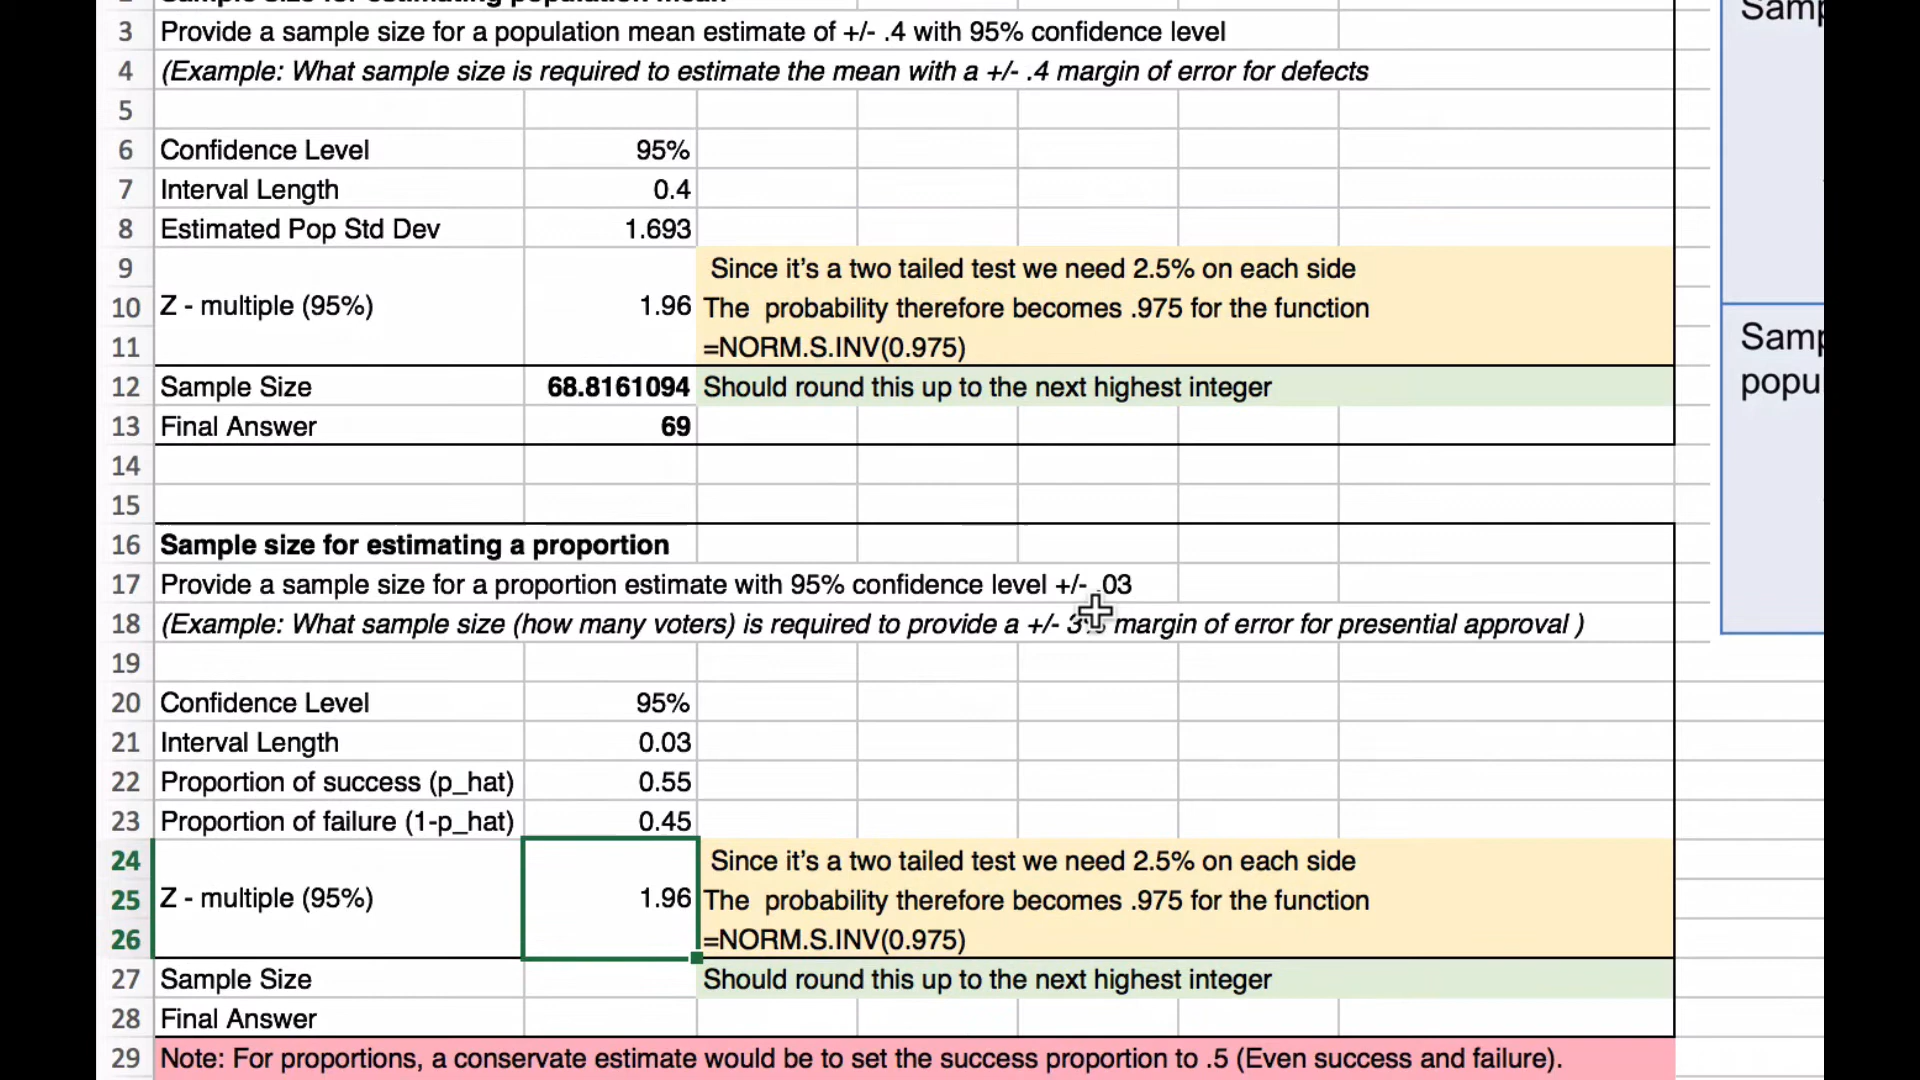 2 Sample size for estimating population mean
3 Provide a sample size for a population mean estimate of +/- .4 with 95% confidence level
4 (Example: What sample size is required to estimate the mean with a +/- .4 margin of error for defects
5
6 Confidence Level 95%
7 Interval Length 0.4
8 Estimated Pop Std Dev 1.693
9 Since it’s a two tailed test we need 2.5% on each side
10 Z - multiple (95%) 1.96 The probability therefore becomes .975 for the function
11 =NORM.S.INV(0.975)
12 Sample Size 68.8161094 Should round this up to the next highest integer
13 Final Answer 69
14
15
16 Sample size for estimating a proportion
17 Provide a sample size for a proportion estimate with 95% confidence level +/- .03
18 (Example: What sample size (how many voters) is required to provide a +/- 3% margin of error for presential approval )
19
20 Confidence Level 95%
21 Interval Length 0.03
22 Proportion of success (p_hat) 0.55
23 Proportion of failure (1-p_hat) 0.45
24 Since it’s a two tailed test we need 2.5% on each side
25 Z - multiple (95%) 1.96 The probability therefore becomes .975 for the function
26 =NORM.S.INV(0.975)
27 Sample Size Should round this up to the next highest integer
28 Final Answer
29 Note: For proportions, a conservate estimate would be to set the success proportion to .5 (Even success and failure).
Samp
Samp
popu